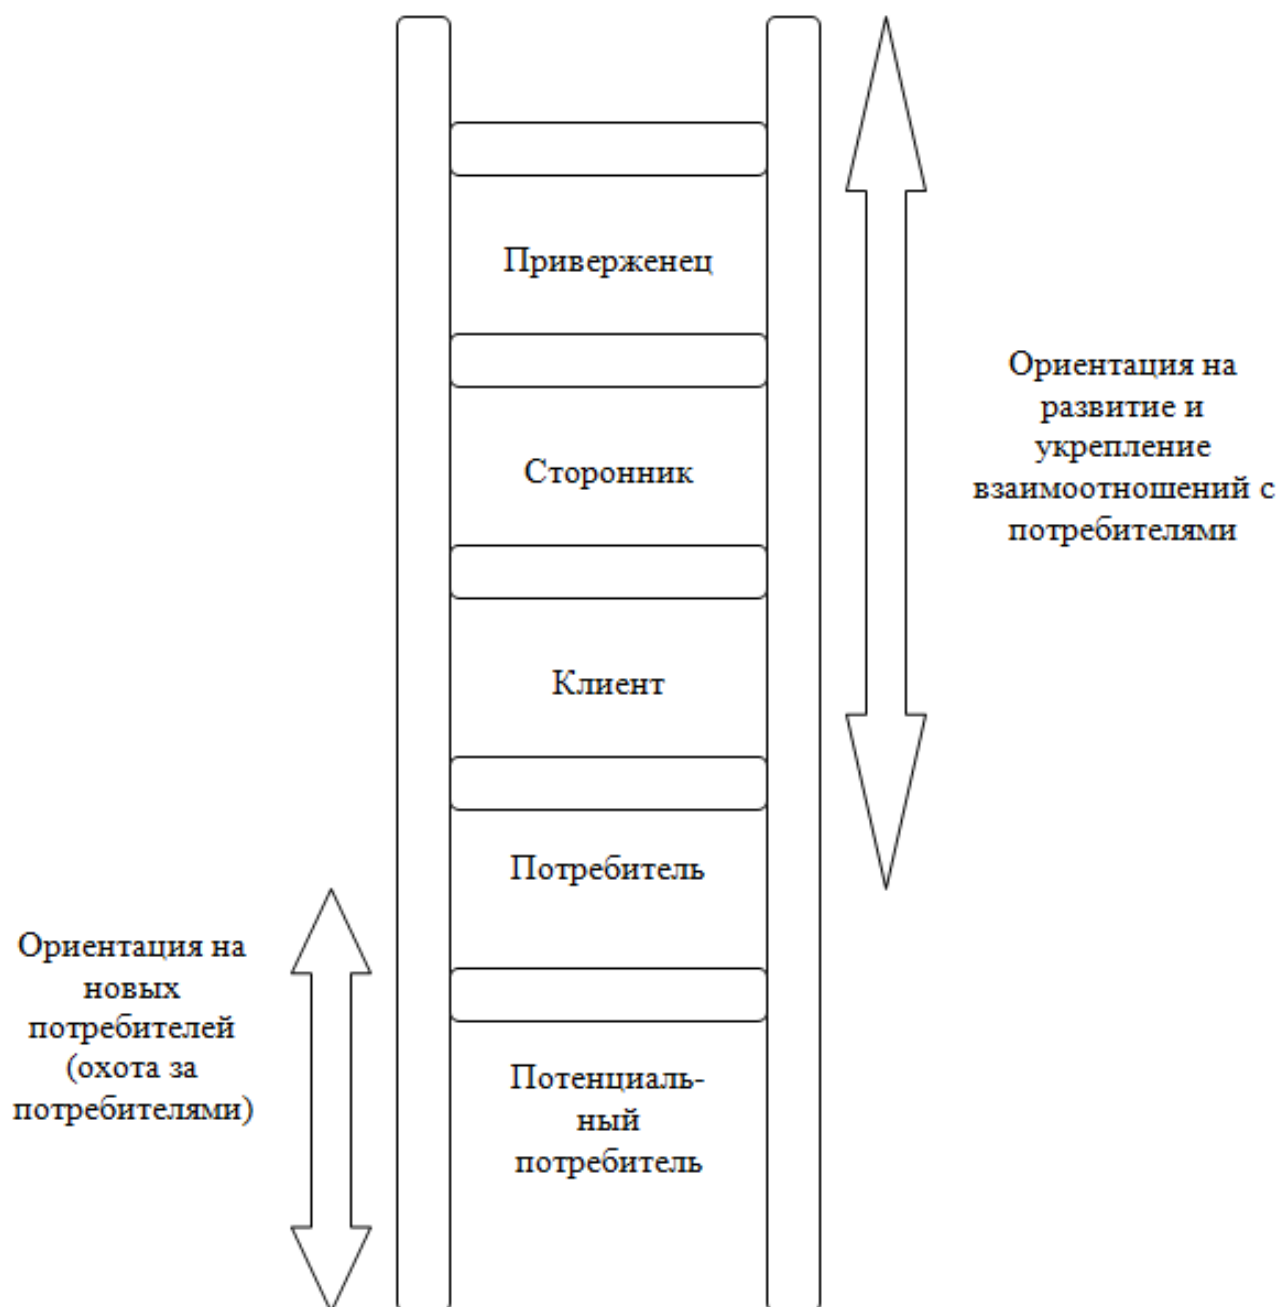 Приверженец
Сторонник
Клиент
Потребитель
Потенциаль-
ный
потребитель
Ориентация на
развитие и
укрепление
взаимоотношений с
потребителями
Ориентация на
новых
потребителей
(охота за
потребителями)